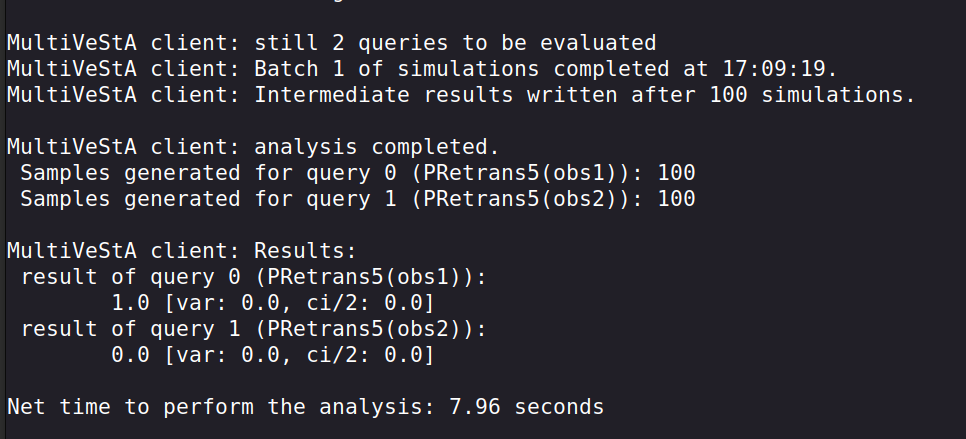 MultiVeStA client: still 2 queries to be evaluated
MultiVeStA client: Batch 1 of simulations completed at 17:09:19.
MultiVeStA client: Intermediate results written after 100 simulations.
MultiVeStA client: analysis completed.
Samples generated for query 0 (PRetrans5(obs1)): 100
Samples generated for query 1 (PRetrans5(obs2)): 100
MultiVeStA client: Results:
result of query 0 (PRetrans5(obs1)):
1.0 [var: 0.0, ci/2: 0.0]
result of query 1 (PRetrans5(obs2)):
0.0 [var: 0.0, ci/2: 0.0]
Net time to perform the analysis: 7.96 seconds